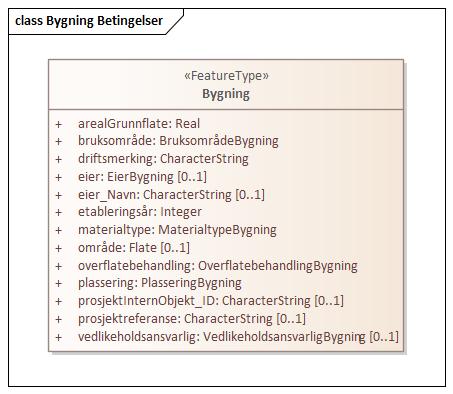 class Bygning Betingelser
«FeatureType»
Bygning
+ arealGrunnflate: Real
+ bruksområde: BruksområdeBygning
+ driftsmerking: CharacterString
+ eier: EierBygning [0..1]
+ eier_Navn: CharacterString [0..1]
+ etableringsår: Integer
+ materialtype: MaterialtypeBygning
+ område: Flate [0..1]
+ overflatebehandling: OverflatebehandlingBygning
+ plassering: PlasseringBygning
+ prosjektInternObjekt_ID: CharacterString [0..1]
+ prosjektreferanse: CharacterString [0..1]
+ vedlikeholdsansvarlig: VedlikeholdsansvarligBygning [0..1]